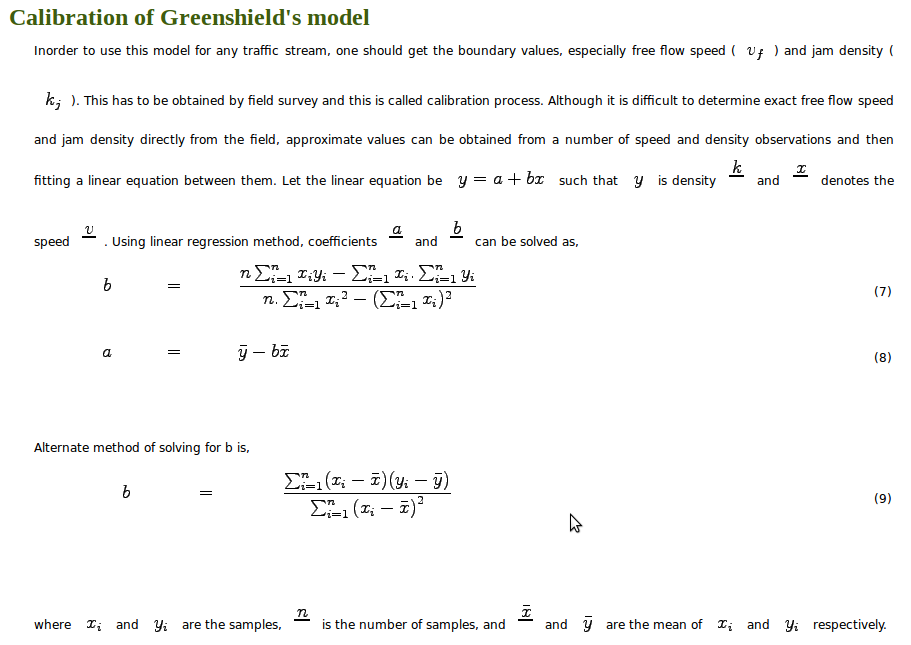 Calibration of Greenshield's model
Inorder to use this model for any traffic stream, one should get the boundary values, especially free flow speed ( v_f ) and jam density (
k_j ). This has to be obtained by field survey and this is called calibration process. Although it is difficult to determine exact free flow speed
and jam density directly from the field, approximate values can be obtained from a number of speed and density observations and then
fitting a linear equation between them. Let the linear equation be y = a + bx such that y is density k and x denotes the
speed v . Using linear regression method, coefficients a and b can be solved as,
b = \frac{n \sum_{i=1}^{n} x_i y_i - \sum_{i=1}^{n} x_i . \sum_{i=1}^{n} y_i}{n. \sum_{i=1}^{n} x_i{}^2 - (\sum_{i=1}^{n} x_i)^2} (7)
a = \bar{y} - b\bar{x} (8)
Alternate method of solving for b is,
b = \frac{\sum_{i=1}^{n} (x_i - \bar{x})(y_i - \bar{y})}{\sum_{i=1}^{n} (x_i - \bar{x})^2} (9)
where x_i and y_i are the samples, n is the number of samples, and \bar{x} and \bar{y} are the mean of x_i and y_i respectively.